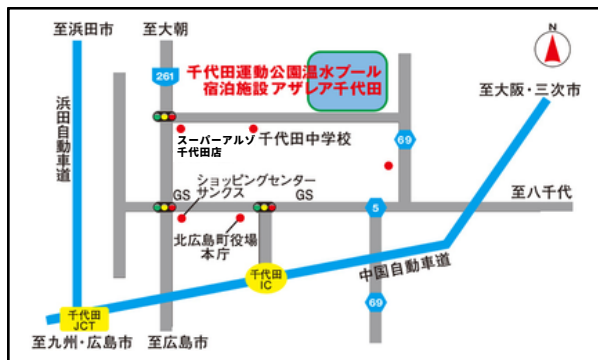 至浜田市
至大朝
N
261
千代田運動公園温水プール
宿泊施設 アザレア千代田
至大阪・三次市
浜田自動車道
スーパーアルゾ
千代田店
千代田中学校
69
ショッピングセンター
サンクス
GS
GS
5
至八千代
北広島町役場
本庁
千代田
IC
中国自動車道
69
千代田
JCT
至九州・広島市
至広島市